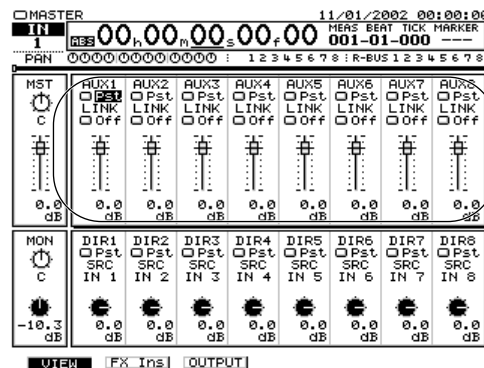 MASTER 11/01/2002 00:00:00
IN 1 ABS 00h00m00s00f00 MEAS BEAT TICK MARKER
001-01-000 ---
PAN 1 2 3 4 5 6 7 8 R-BUS 1 2 3 4 5 6 7 8
MST AUX1 AUX2 AUX3 AUX4 AUX5 AUX6 AUX7 AUX8
Pst Pst Pst Pst Pst Pst Pst Pst
LINK LINK LINK LINK LINK LINK LINK LINK
C Off Off Off Off Off Off Off Off
0.0 0.0 0.0 0.0 0.0 0.0 0.0 0.0 0.0
dB dB dB dB dB dB dB dB dB
MON DIR1 DIR2 DIR3 DIR4 DIR5 DIR6 DIR7 DIR8
Pst Pst Pst Pst Pst Pst Pst Pst
SRC SRC SRC SRC SRC SRC SRC SRC
C IN 1 IN 2 IN 3 IN 4 IN 5 IN 6 IN 7 IN 8
-10.3 0.0 0.0 0.0 0.0 0.0 0.0 0.0 0.0
dB dB dB dB dB dB dB dB dB
VIEW FX Ins OUTPUT